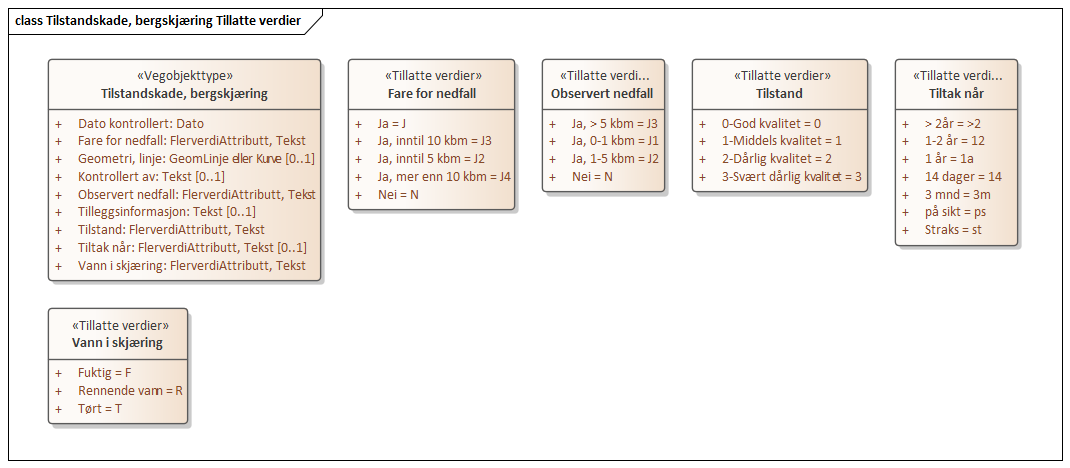 class Tilstandskade, bergskjæring Tillatte verdier
«Vegobjekttype»
Tilstandskade, bergskjæring
+ Dato kontrollert: Dato
+ Fare for nedfall: FlerverdiAttributt, Tekst
+ Geometri, linje: GeomLinje eller Kurve [0..1]
+ Kontrollert av: Tekst [0..1]
+ Observert nedfall: FlerverdiAttributt, Tekst
+ Tilleggsinformasjon: Tekst [0..1]
+ Tilstand: FlerverdiAttributt, Tekst
+ Tiltak når: FlerverdiAttributt, Tekst [0..1]
+ Vann i skjæring: FlerverdiAttributt, Tekst
«Tillatte verdier»
Fare for nedfall
+ Ja = J
+ Ja, inntil 10 kbm = J3
+ Ja, inntil 5 kbm = J2
+ Ja, mer enn 10 kbm = J4
+ Nei = N
«Tillatte verdi...
Observert nedfall
+ Ja, > 5 kbm = J3
+ Ja, 0-1 kbm = J1
+ Ja, 1-5 kbm = J2
+ Nei = N
«Tillatte verdier»
Tilstand
+ 0-God kvalitet = 0
+ 1-Middels kvalitet = 1
+ 2-Dårlig kvalitet = 2
+ 3-Svært dårlig kvalitet = 3
«Tillatte verdi...
Tiltak når
+ > 2år = >2
+ 1-2 år = 12
+ 1 år = 1a
+ 14 dager = 14
+ 3 mnd = 3m
+ på sikt = ps
+ Straks = st
«Tillatte verdier»
Vann i skjæring
+ Fuktig = F
+ Rennende vann = R
+ Tørt = T